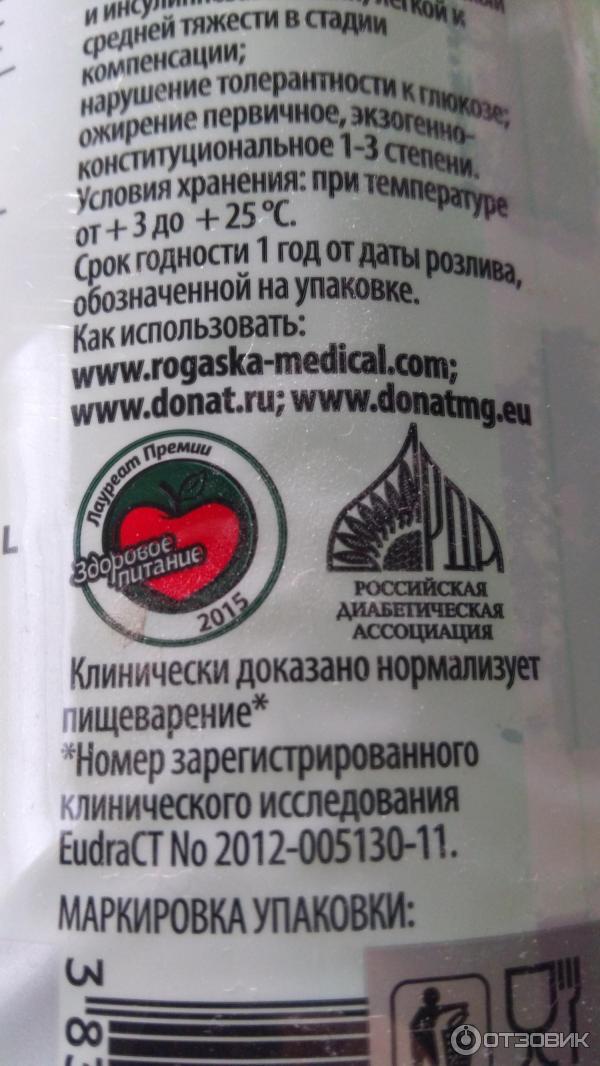 средней тяжести в стадии
компенсации;
нарушение толерантности к глюкозе;
ожирение первичное, экзогенно-
конституциональное 1-3 степени.
Условия хранения: при температуре
от + 3 до + 25 °С.
Срок годности 1 год от даты розлива,
обозначенной на упаковке.
Как использовать:
www.rogaska-medical.com;
www.donat.ru; www.donatmg.eu
Лауреат Премии
Здоровое
питание
2015
РДА
РОССИЙСКАЯ
ДИАБЕТИЧЕСКАЯ
АССОЦИАЦИЯ
L
Клинически доказано нормализует
пищеварение*
*Номер зарегистрированного
клинического исследования
EudraCT No 2012-005130-11.
МАРКИРОВКА УПАКОВКИ:
3 83
ОТЗОВИК